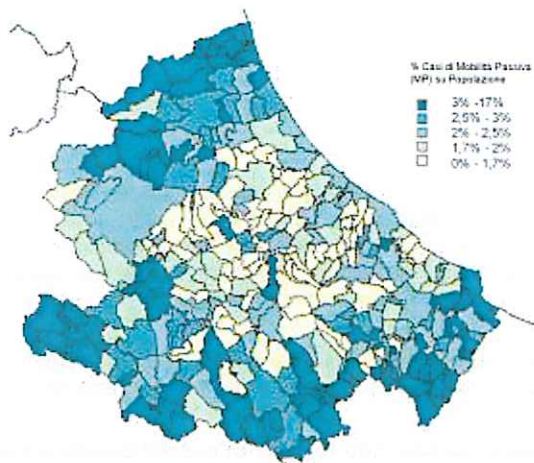 % Casi di Mobilità Passiva
(MP) su Popolazione
3% -17%
2,5% - 3%
2% - 2,5%
1,7% - 2%
0% - 1,7%